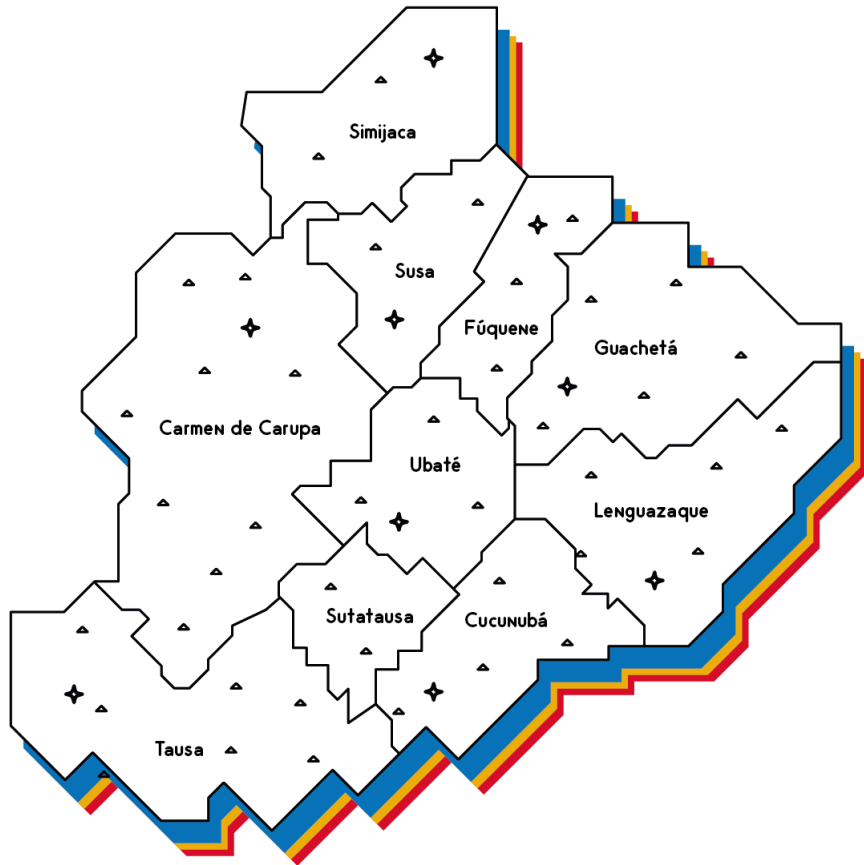 Simijaca
Susa
Fúquene
Guachetá
Carmen de Carupa
Ubaté
Lenguazaque
Sutatausa
Cucunubá
Tausa